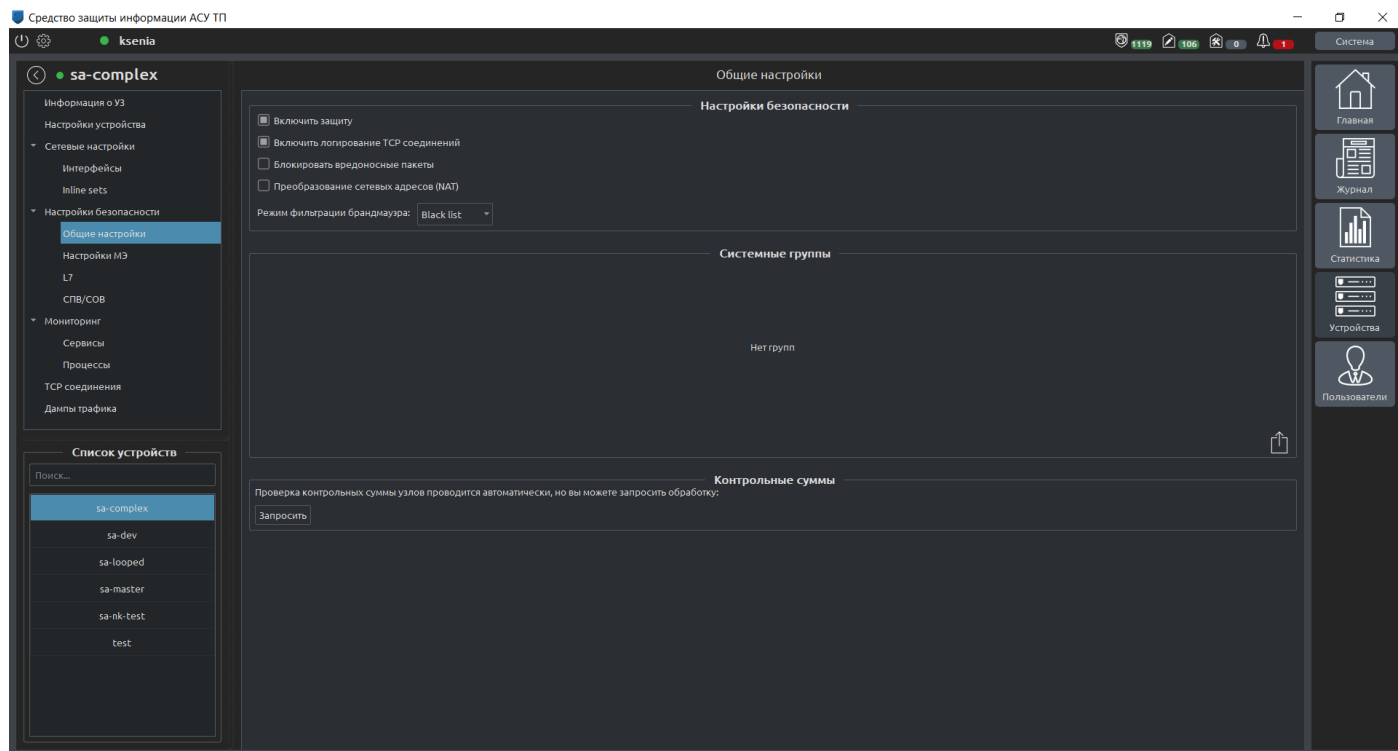 Средство защиты информации АСУ ТП
ksenia
1119
106
0
1
Система
sa-complex
Информация о УЗ
Настройки устройства
Сетевые настройки
Интерфейсы
Inline sets
Настройки безопасности
Общие настройки
Настройки МЭ
L7
СПВ/СОВ
Мониторинг
Сервисы
Процессы
TCP соединения
Дампы трафика
Список устройств
Поиск...
sa-complex
sa-dev
sa-looped
sa-master
sa-nk-test
test
Общие настройки
Настройки безопасности
Включить защиту
Включить логирование TCP соединений
Блокировать вредоносные пакеты
Преобразование сетевых адресов (NAT)
Режим фильтрации брандмауэра: Black list
Системные группы
Нет групп
Контрольные суммы
Проверка контрольных суммы узлов проводится автоматически, но вы можете запросить обработку:
Запросить
Главная
Журнал
Статистика
Устройства
Пользователи